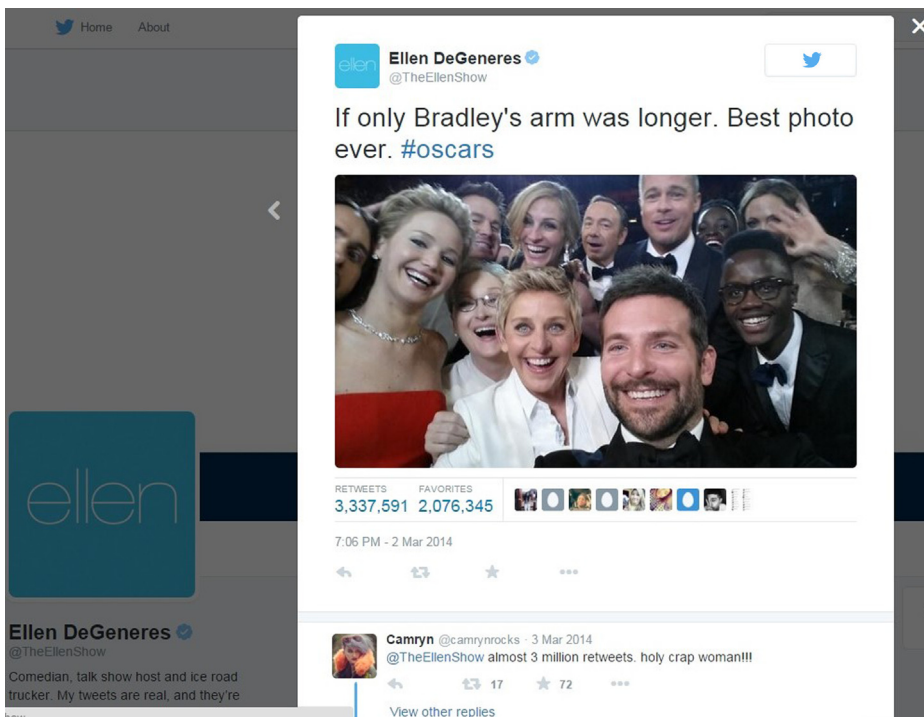 Home About
Ellen DeGeneres
@TheEllenShow
ellen
If only Bradley's arm was longer. Best photo
ever. #oscars
RETWEETS FAVORITES
3,337,591 2,076,345
7:06 PM - 2 Mar 2014
ellen
Ellen DeGeneres
@TheEllenShow
Comedian, talk show host and ice road
trucker. My tweets are real, and they're
Camryn @camrynrocks · 3 Mar 2014
@TheEllenShow almost 3 million retweets. holy crap woman!!!
17 72
View other replies